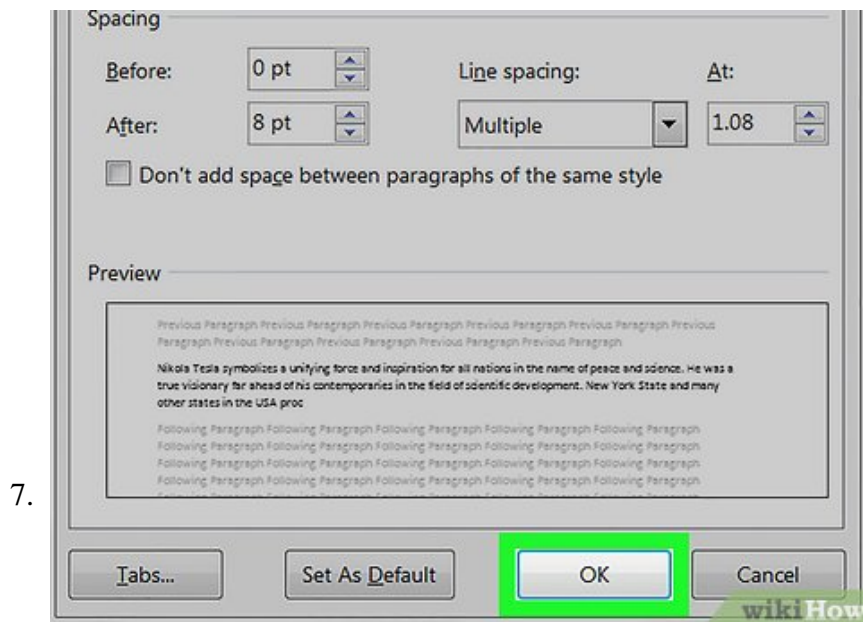 Spacing
Before: 0 pt Line spacing: At:
After: 8 pt Multiple 1.08
Don't add space between paragraphs of the same style
Preview
Previous Paragraph Previous Paragraph Previous Paragraph Previous Paragraph Previous Paragraph Previous
Paragraph Previous Paragraph Previous Paragraph Previous Paragraph Previous Paragraph
Nikola Tesla symbolizes a unifying force and inspiration for all nations in the name of peace and science. He was a
true visionary far ahead of his contemporaries in the field of scientific development. New York State and many
other states in the USA proc
Following Paragraph Following Paragraph Following Paragraph Following Paragraph Following Paragraph
Following Paragraph Following Paragraph Following Paragraph Following Paragraph Following Paragraph
Following Paragraph Following Paragraph Following Paragraph Following Paragraph Following Paragraph
Following Paragraph Following Paragraph Following Paragraph Following Paragraph Following Paragraph
7.
Tabs... Set As Default OK Cancel
wikiHow